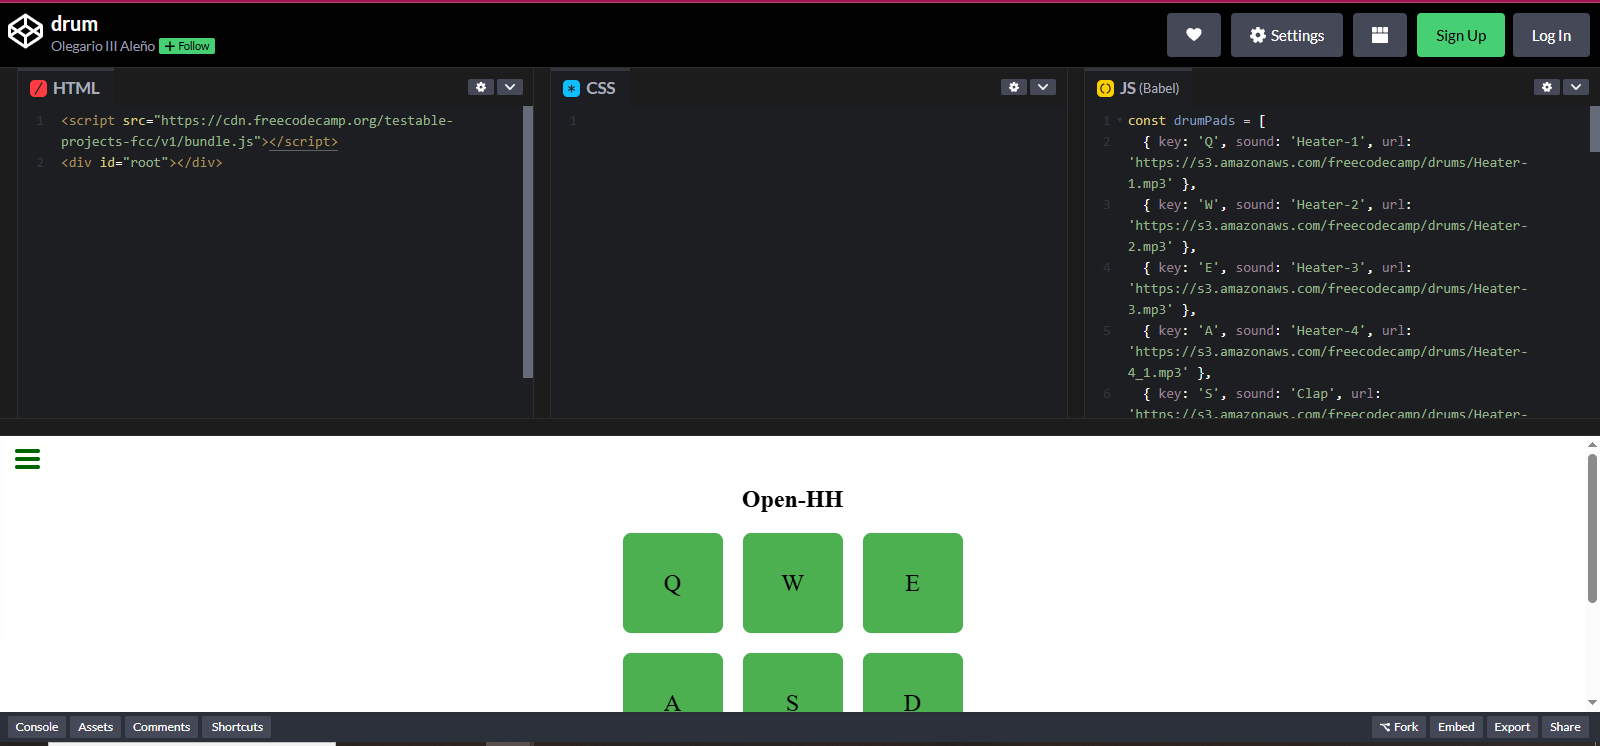 drum
Olegario III Aleño + Follow
Settings
Sign Up
Log In
HTML
1 <script src="https://cdn.freecodecamp.org/testable-
projects-fcc/v1/bundle.js"></script>
2 <div id="root"></div>
CSS
1
JS (Babel)
1 const drumPads = [
2 { key: 'Q', sound: 'Heater-1', url:
'https://s3.amazonaws.com/freecodecamp/drums/Heater-
1.mp3' },
3 { key: 'W', sound: 'Heater-2', url:
'https://s3.amazonaws.com/freecodecamp/drums/Heater-
2.mp3' },
4 { key: 'E', sound: 'Heater-3', url:
'https://s3.amazonaws.com/freecodecamp/drums/Heater-
3.mp3' },
5 { key: 'A', sound: 'Heater-4', url:
'https://s3.amazonaws.com/freecodecamp/drums/Heater-
4_1.mp3' },
6 { key: 'S', sound: 'Clap', url:
'https://s3.amazonaws.com/freecodecamp/drums/Heater-
Open-HH
Q W E
A S D
Console Assets Comments Shortcuts
Fork Embed Export Share